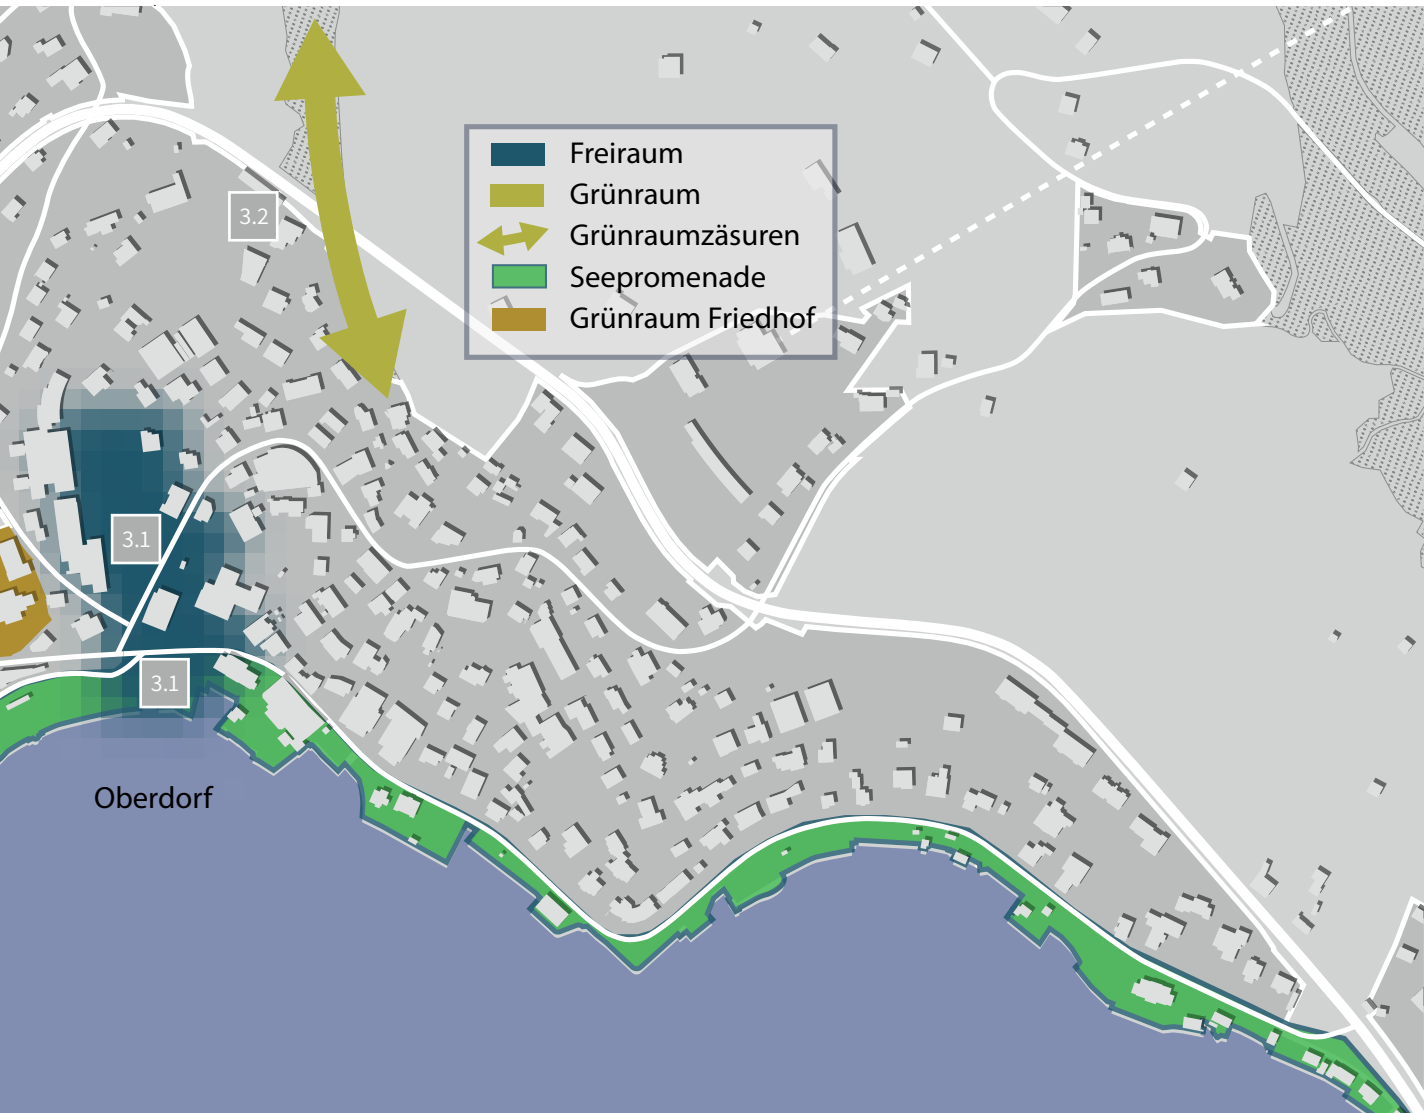 Freiraum
Grünraum
3.2
Grünraumzäsuren
Seepromenade
Grünraum Friedhof
3.1
3.1
Oberdorf